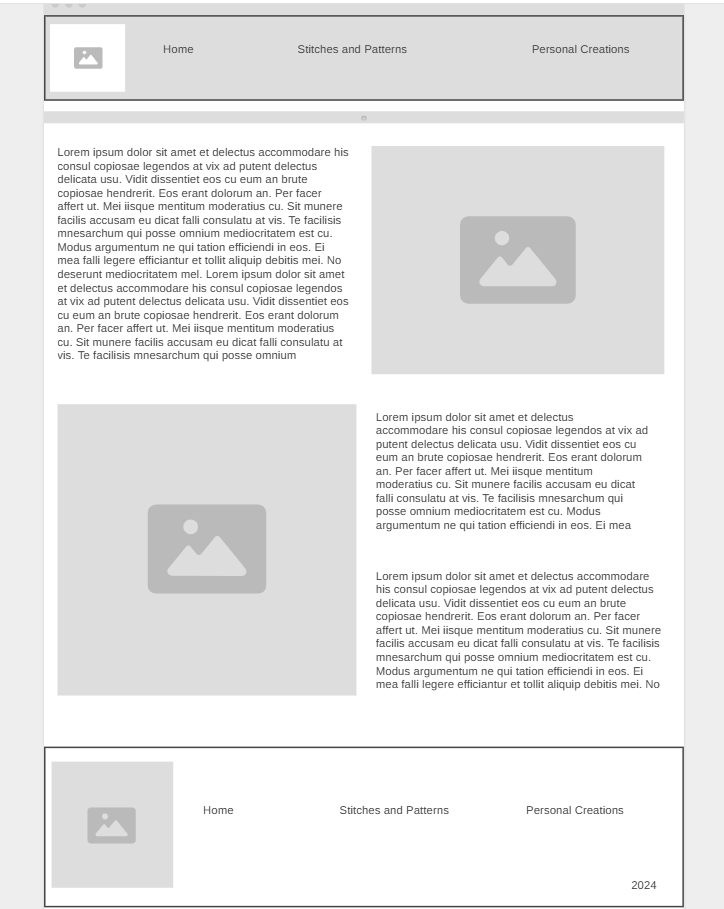 Home
Stitches and Patterns
Personal Creations
Lorem ipsum dolor sit amet et delectus accommodare his
consul copiosae legendos at vix ad putent delectus
delicata usu. Vidit dissentiet eos cu eum an brute
copiosae hendrerit. Eos erant dolorum an. Per facer
affert ut. Mei iisque mentitum moderatius cu. Sit munere
facilis accusam eu dicat falli consulatu at vis. Te facilisis
mnesarchum qui posse omnium mediocritatem est cu.
Modus argumentum ne qui tation efficiendi in eos. Ei
mea falli legere efficiantur et tollit aliquip debitis mei. No
deserunt mediocritatem mel. Lorem ipsum dolor sit amet
et delectus accommodare his consul copiosae legendos
at vix ad putent delectus delicata usu. Vidit dissentiet eos
cu eum an brute copiosae hendrerit. Eos erant dolorum
an. Per facer affert ut. Mei iisque mentitum moderatius
cu. Sit munere facilis accusam eu dicat falli consulatu at
vis. Te facilisis mnesarchum qui posse omnium
Lorem ipsum dolor sit amet et delectus
accommodare his consul copiosae legendos at vix ad
putent delectus delicata usu. Vidit dissentiet eos cu
eum an brute copiosae hendrerit. Eos erant dolorum
an. Per facer affert ut. Mei iisque mentitum
moderatius cu. Sit munere facilis accusam eu dicat
falli consulatu at vis. Te facilisis mnesarchum qui
posse omnium mediocritatem est cu. Modus
argumentum ne qui tation efficiendi in eos. Ei mea
Lorem ipsum dolor sit amet et delectus accommodare
his consul copiosae legendos at vix ad putent delectus
delicata usu. Vidit dissentiet eos cu eum an brute
copiosae hendrerit. Eos erant dolorum an. Per facer
affert ut. Mei iisque mentitum moderatius cu. Sit munere
facilis accusam eu dicat falli consulatu at vis. Te facilisis
mnesarchum qui posse omnium mediocritatem est cu.
Modus argumentum ne qui tation efficiendi in eos. Ei
mea falli legere efficiantur et tollit aliquip debitis mei. No
Home
Stitches and Patterns
Personal Creations
2024